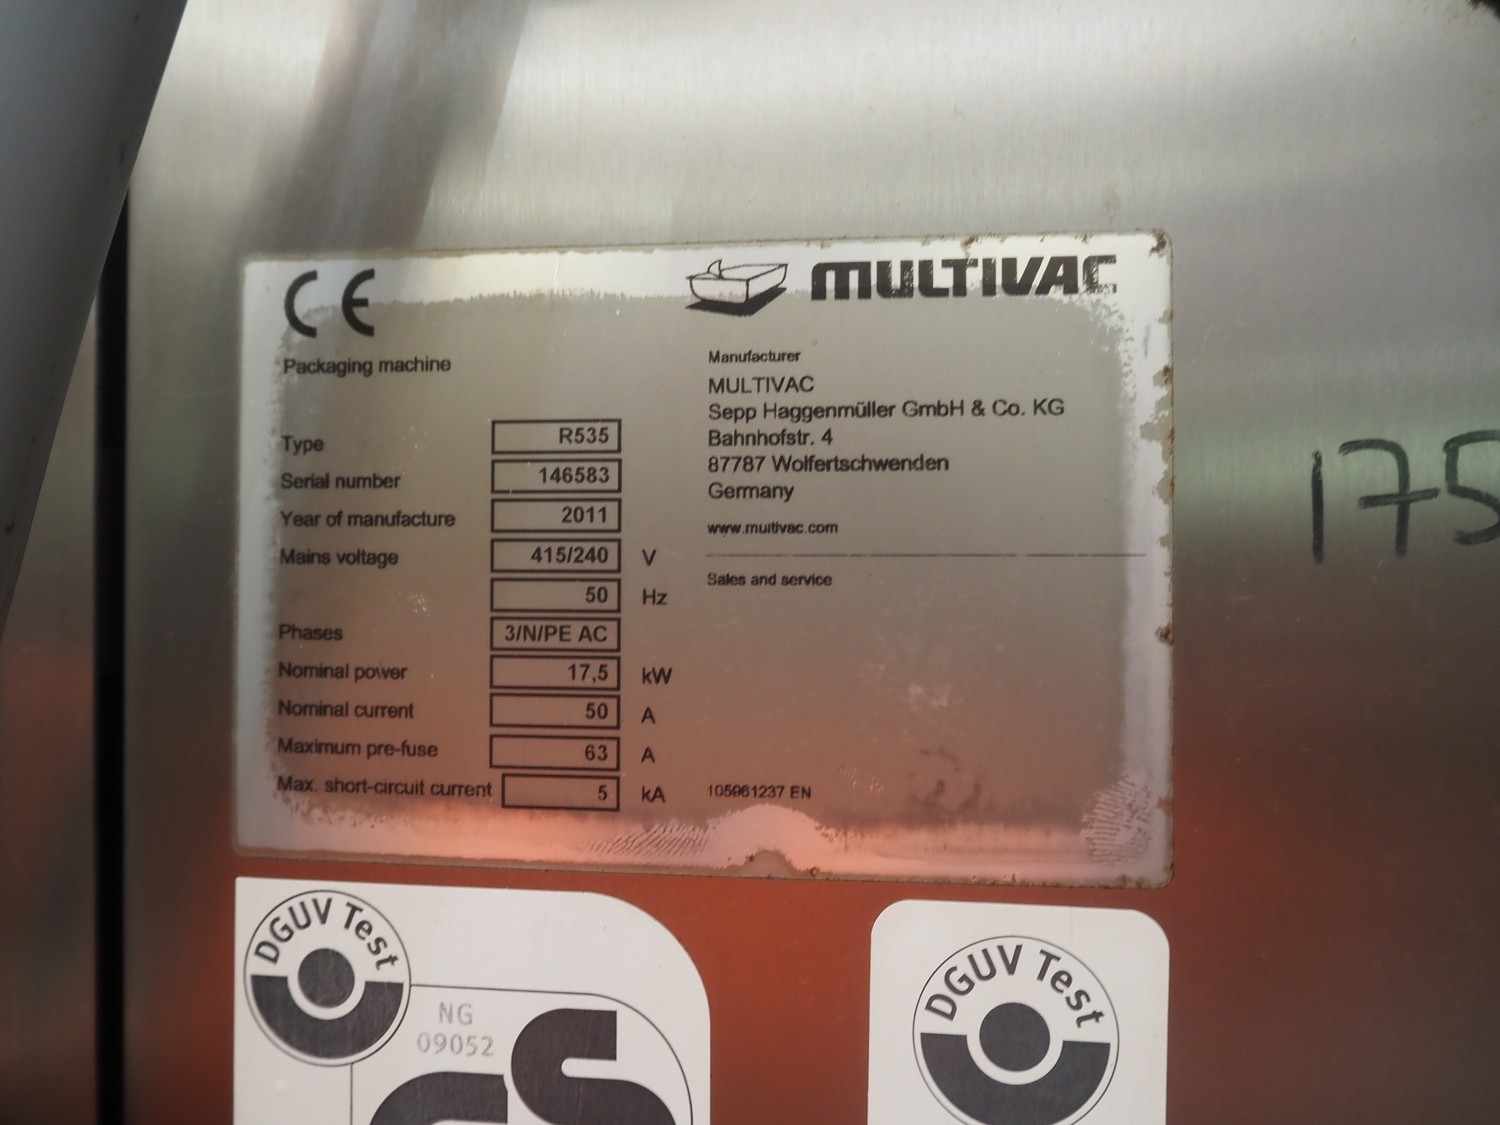 CE
MULTIVAC
Packaging machine
Type R535
Serial number 146583
Year of manufacture 2011
Mains voltage 415/240 V
50 Hz
Phases 3/N/PE AC
Nominal power 17,5 kW
Nominal current 50 A
Maximum pre-fuse 63 A
Max. short-circuit current 5 kA
Manufacturer
MULTIVAC
Sepp Haggenmüller GmbH & Co. KG
Bahnhofstr. 4
87787 Wolfertschwenden
Germany
www.multivac.com
Sales and service
105961237 EN
175
DGUV Test
NG
09052
GS
DGUV Test